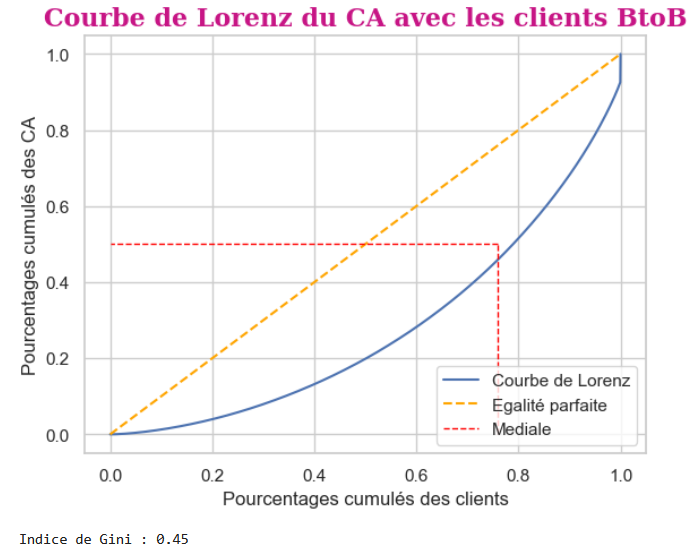 Courbe de Lorenz du CA avec les clients BtoB
1.0
0.8
0.6
0.4
0.2
0.0
Pourcentages cumulés des CA
Courbe de Lorenz
Egalité parfaite
Mediale
0.0 0.2 0.4 0.6 0.8 1.0
Pourcentages cumulés des clients
Indice de Gini : 0.45